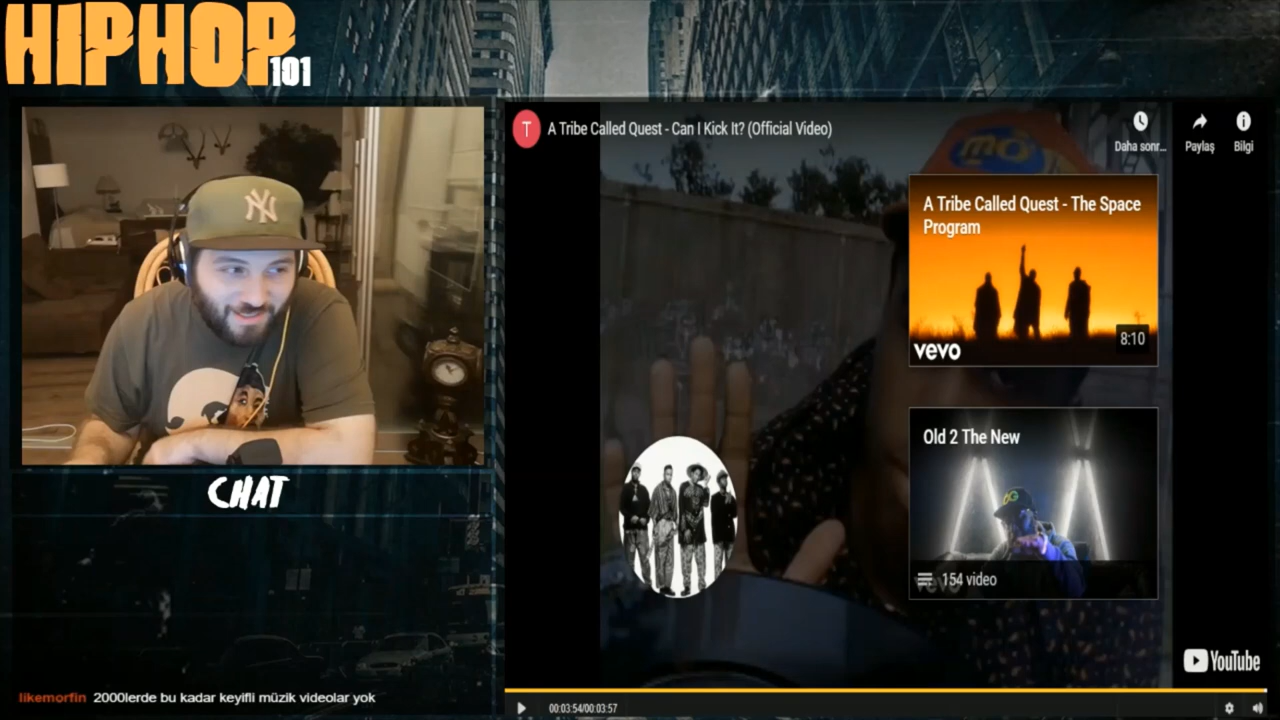 HIPHOP
101
NY
T
A Tribe Called Quest - Can I Kick It? (Official Video)
Daha sonr...
Paylaş
Bilgi
A Tribe Called Quest - The Space
Program
vevo
8:10
Old 2 The New
154 video
YouTube
CHAT
likemorfin 2000lerde bu kadar keyifli müzik videolar yok
00:03:54/00:03:57